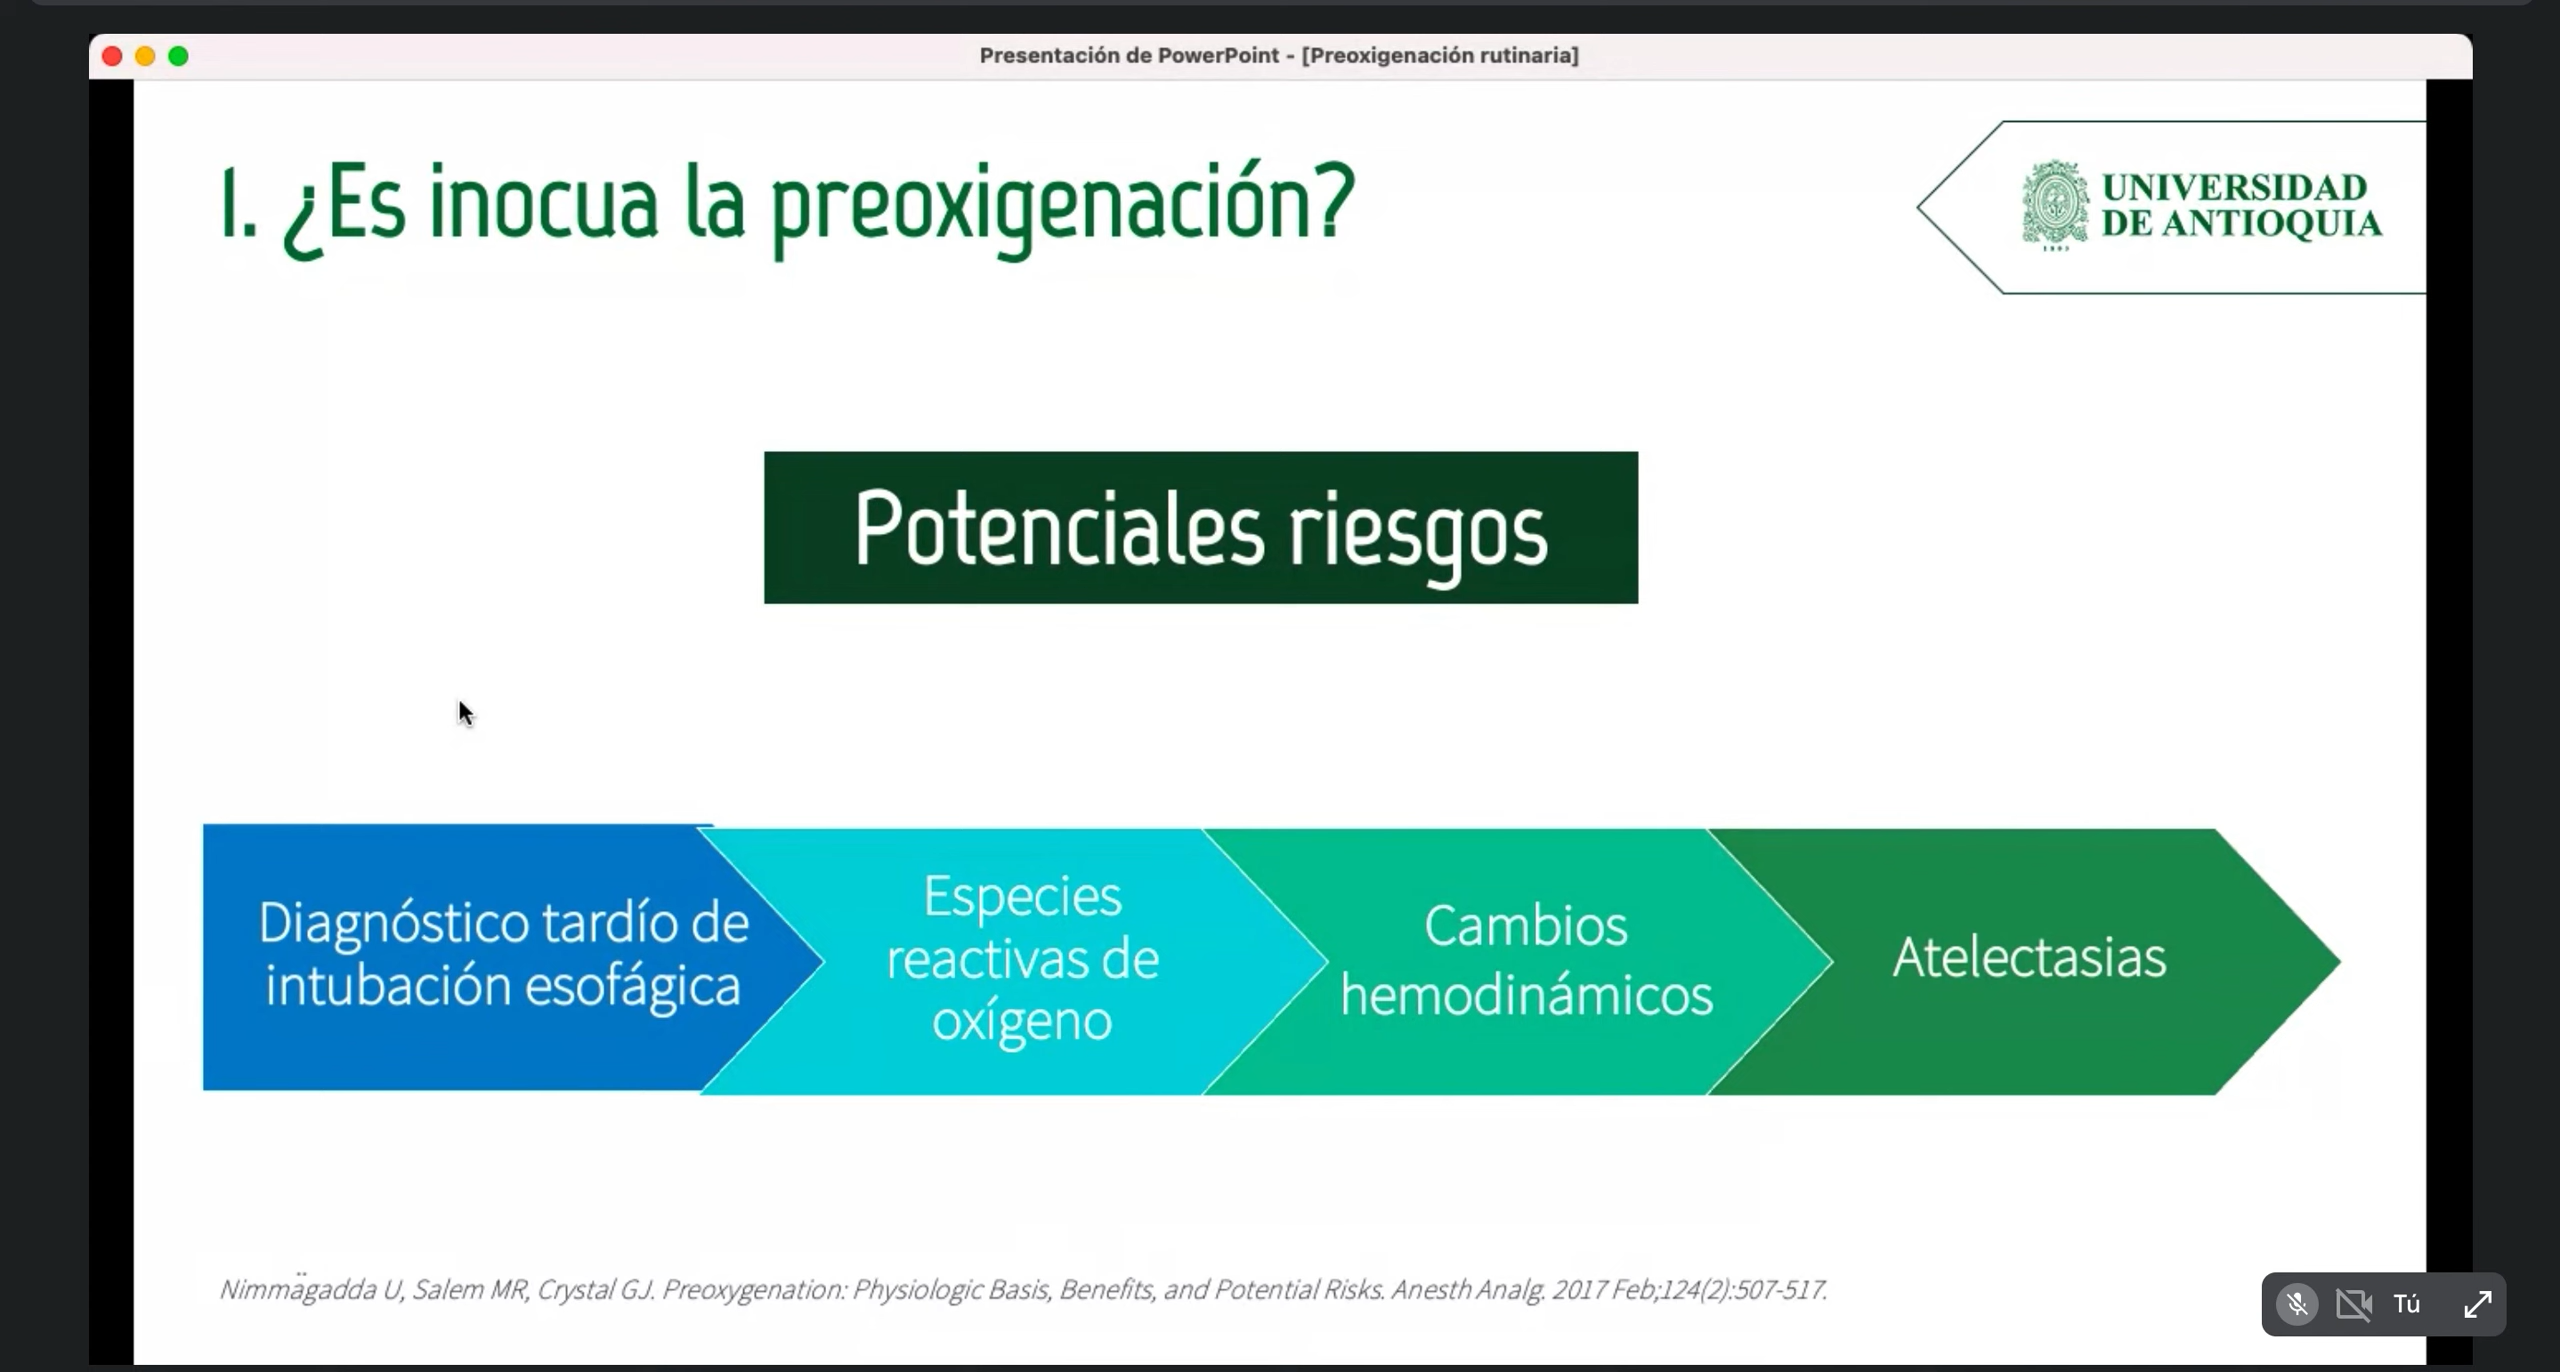 Presentación de PowerPoint - [Preoxigenación rutinaria]
1. ¿Es inocua la preoxigenación?
UNIVERSIDAD
DE ANTIOQUIA
1803
Potenciales riesgos
Diagnóstico tardío de
intubación esofágica
Especies
reactivas de
oxígeno
Cambios
hemodinámicos
Atelectasias
Nimmagadda U, Salem MR, Crystal GJ. Preoxygenation: Physiologic Basis, Benefits, and Potential Risks. Anesth Analg. 2017 Feb;124(2):507-517.
Tú